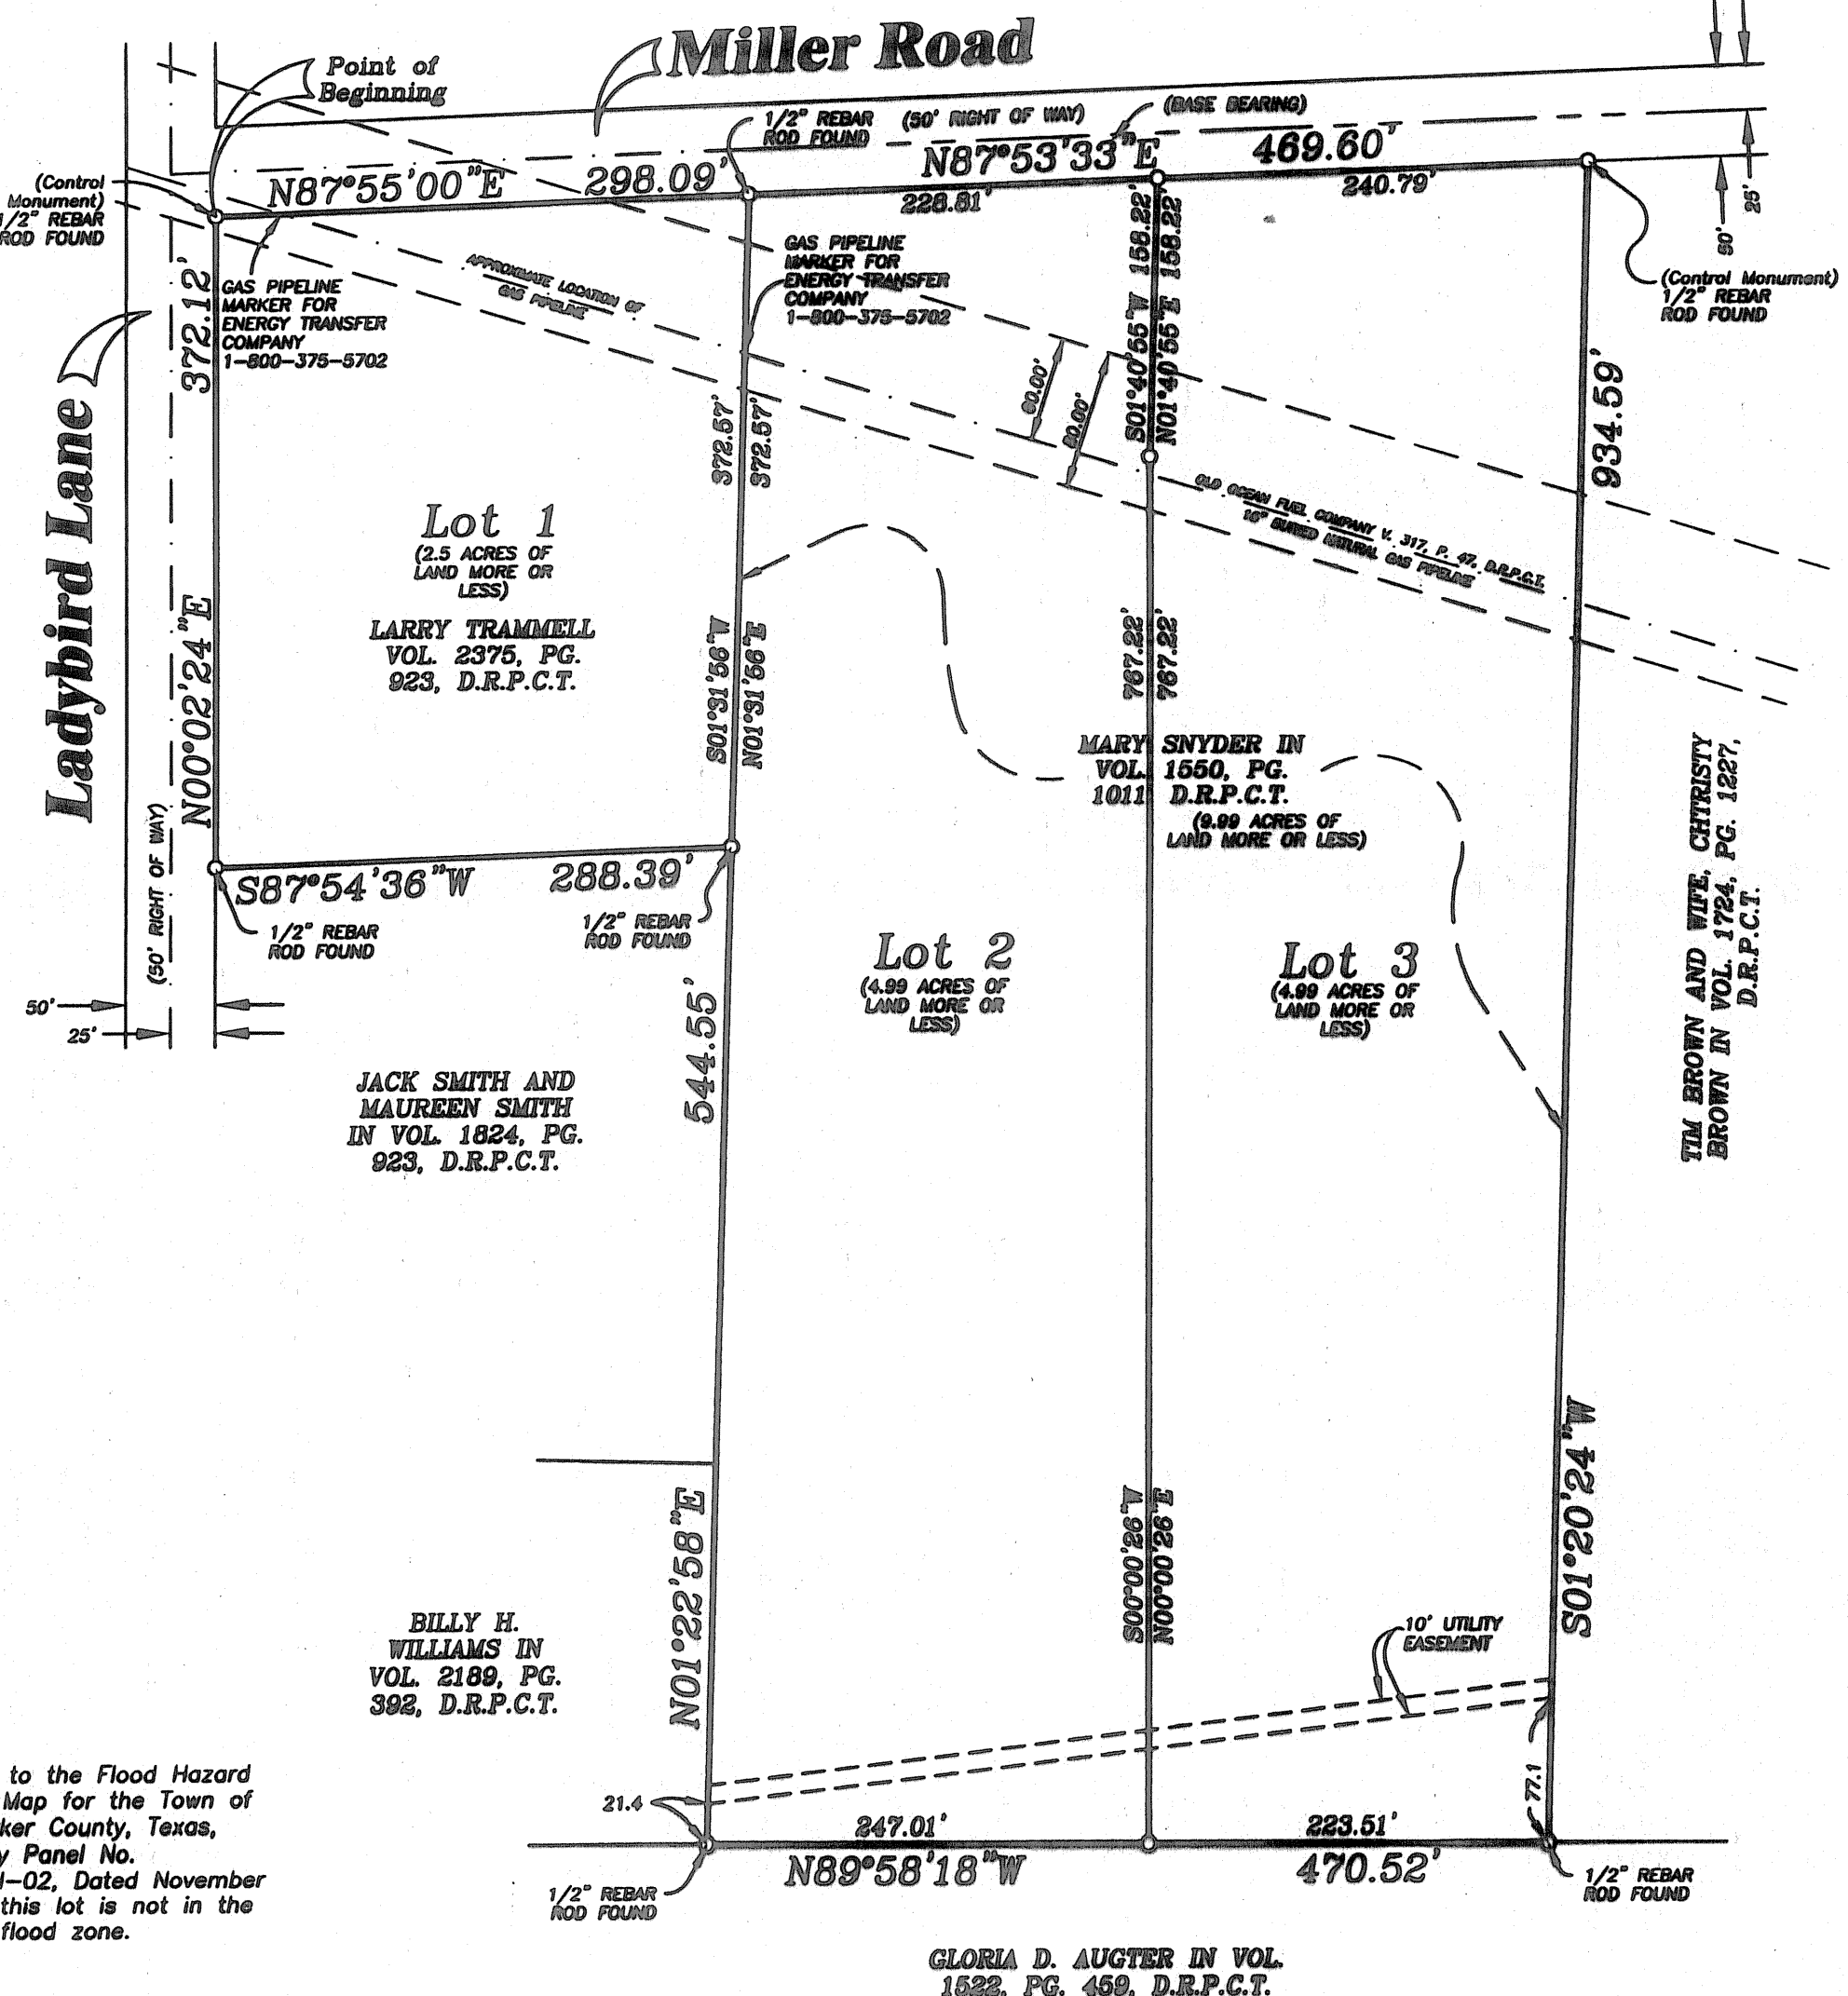 Miller Road
Point of
Beginning
1/2" REBAR
ROD FOUND
(50' RIGHT OF WAY)
(BASE BEARING)
N87°55'00"E
298.09'
N87°53'33"E
469.60'
228.81'
240.79'
25'
(Control
Monument)
1/2" REBAR
ROD FOUND
(Control Monument)
1/2" REBAR
ROD FOUND
GAS PIPELINE
MARKER FOR
ENERGY TRANSFER
COMPANY
1-800-375-5702
APPROXIMATE LOCATION OF
GAS PIPELINE
GAS PIPELINE
MARKER FOR
ENERGY TRANSFER
COMPANY
1-800-375-5702
372.12'
N00°02'24"E
Ladybird Lane
(50' RIGHT OF WAY)
372.57'
372.57'
S01°31'56"W
N01°31'56"E
S01°40'55"W 158.22'
N01°40'55"E 158.22'
934.59'
OLD OCEAN FUEL COMPANY V. 317, P. 47, D.R.P.C.T.
BURIED NATURAL GAS PIPELINE
Lot 1
(2.5 ACRES OF
LAND MORE OR
LESS)
LARRY TRAMMELL
VOL. 2375, PG.
923, D.R.P.C.T.
767.22'
767.22'
MARY SNYDER IN
VOL. 1550, PG.
1011 D.R.P.C.T.
(9.99 ACRES OF
LAND MORE OR LESS)
S87°54'36"W
288.39'
1/2" REBAR
ROD FOUND
1/2" REBAR
ROD FOUND
50'
25'
Lot 2
(4.99 ACRES OF
LAND MORE OR
LESS)
Lot 3
(4.99 ACRES OF
LAND MORE OR
LESS)
TIM BROWN AND WIFE, CHTRISTY
BROWN IN VOL. 1724, PG. 1227,
D.R.P.C.T.
544.55'
JACK SMITH AND
MAUREEN SMITH
IN VOL. 1824, PG.
923, D.R.P.C.T.
N01°22'58"E
S00°00'26"W
N00°00'26"E
S01°20'24"W
BILLY H.
WILLIAMS IN
VOL. 2189, PG.
392, D.R.P.C.T.
10' UTILITY
EASEMENT
21.4
77.1
247.01'
223.51'
N89°58'18"W
470.52'
1/2" REBAR
ROD FOUND
1/2" REBAR
ROD FOUND
to the Flood Hazard
Map for the Town of
ker County, Texas,
y Panel No.
-02, Dated November
this lot is not in the
flood zone.
GLORIA D. AUGTER IN VOL.
1522, PG. 459, D.R.P.C.T.